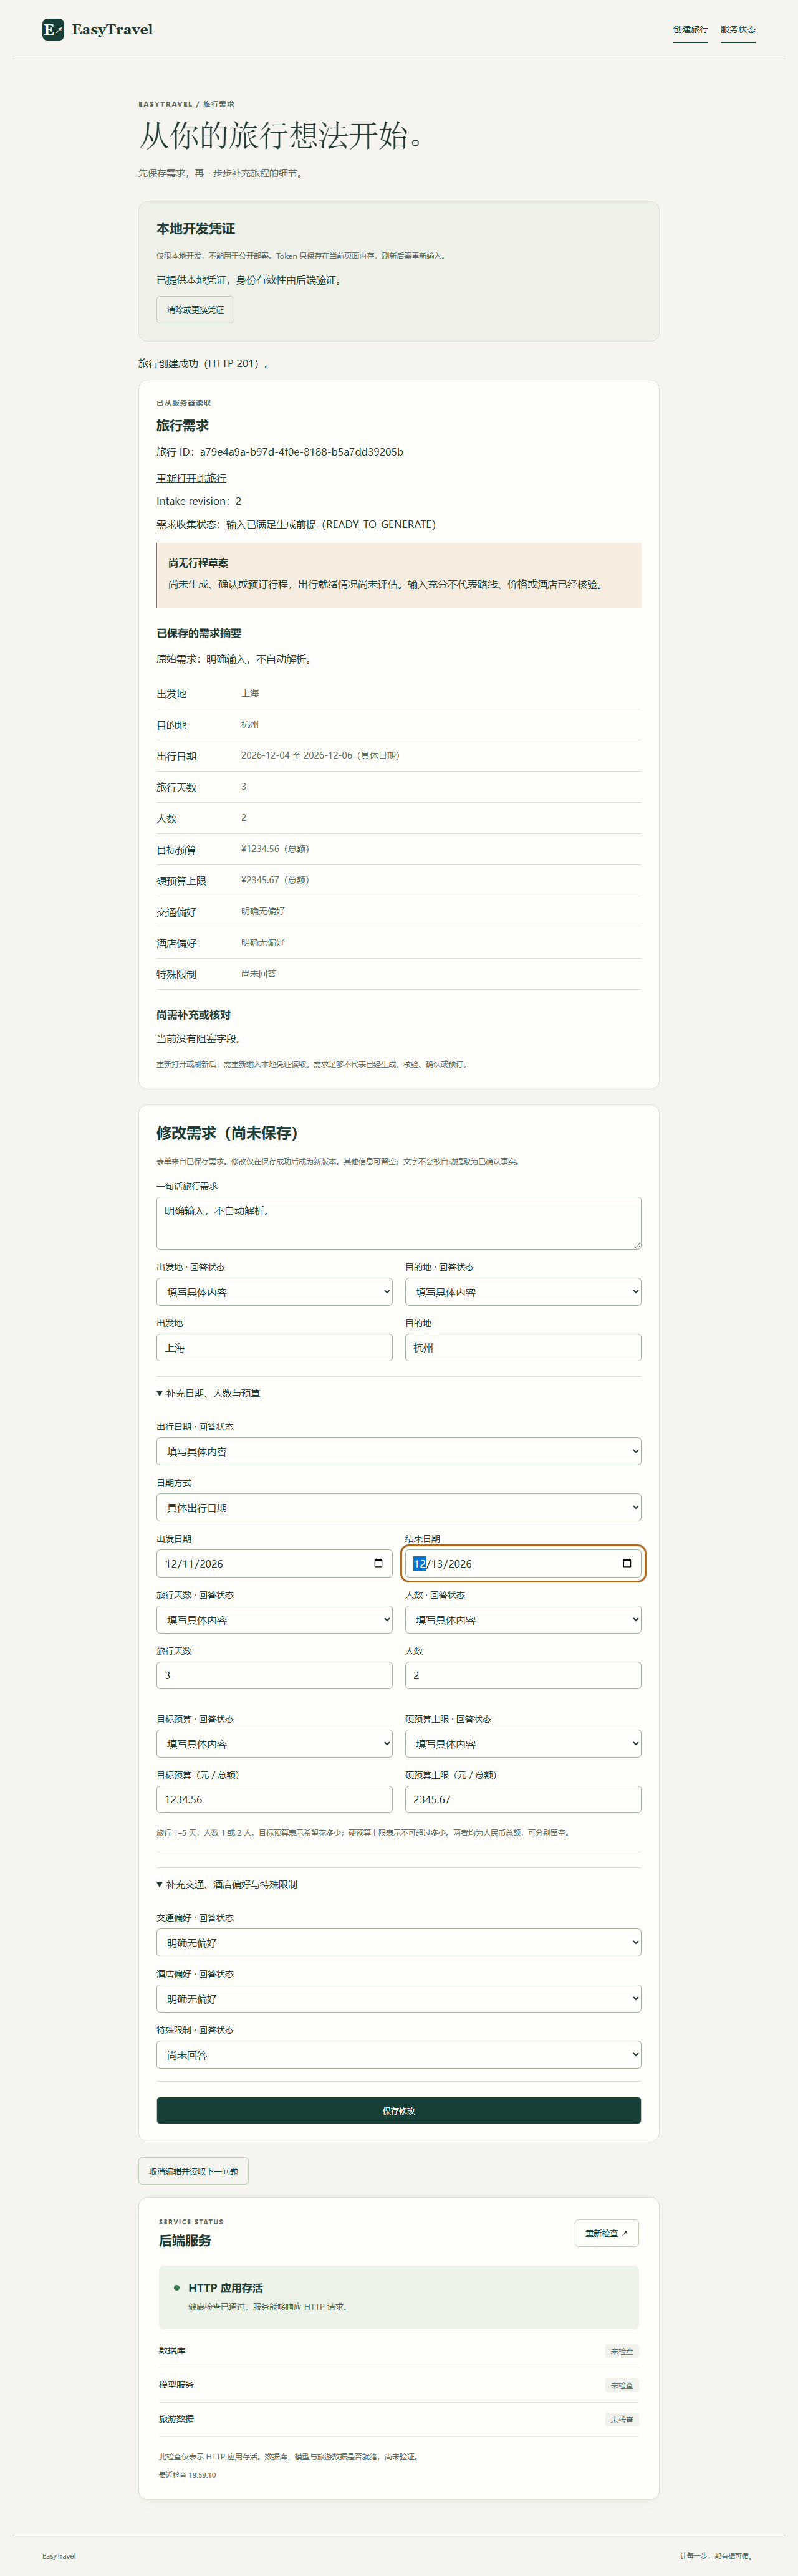 E↗ EasyTravel
创建旅行 服务状态
EASYTRAVEL / 旅行需求
从你的旅行想法开始。
先保存需求，再一步步补充旅程的细节。
本地开发凭证
仅限本地开发，不能用于公开部署。Token 只保存在当前页面内存，刷新后需重新输入。
已提供本地凭证，身份有效性由后端验证。
清除或更换凭证
旅行创建成功（HTTP 201）。
已从服务器读取
旅行需求
旅行 ID：a79e4a9a-b97d-4f0e-8188-b5a7dd39205b
重新打开此旅行
Intake revision：2
需求收集状态：输入已满足生成前提（READY_TO_GENERATE）
尚无行程草案
尚未生成、确认或预订行程，出行就绪情况尚未评估。输入充分不代表路线、价格或酒店已经核验。
已保存的需求摘要
原始需求：明确输入，不自动解析。
出发地 上海
目的地 杭州
出行日期 2026-12-04 至 2026-12-06（具体日期）
旅行天数 3
人数 2
目标预算 ¥1234.56（总额）
硬预算上限 ¥2345.67（总额）
交通偏好 明确无偏好
酒店偏好 明确无偏好
特殊限制 尚未回答
尚需补充或核对
当前没有阻塞字段。
重新打开或刷新后，需重新输入本地凭证读取。需求足够不代表已经生成、核验、确认或预订。
修改需求（尚未保存）
表单来自已保存需求。修改仅在保存成功后成为新版本。其他信息可留空；文字不会被自动提取为已确认事实。
一句话旅行需求
明确输入，不自动解析。
出发地 · 回答状态 目的地 · 回答状态
填写具体内容 填写具体内容
出发地 目的地
上海 杭州
▼ 补充日期、人数与预算
出行日期 · 回答状态
填写具体内容
日期方式
具体出行日期
出发日期 结束日期
12/11/2026 12/13/2026
旅行天数 · 回答状态 人数 · 回答状态
填写具体内容 填写具体内容
旅行天数 人数
3 2
目标预算 · 回答状态 硬预算上限 · 回答状态
填写具体内容 填写具体内容
目标预算（元 / 总额） 硬预算上限（元 / 总额）
1234.56 2345.67
旅行 1–5 天，人数 1 或 2 人。目标预算表示希望花多少；硬预算上限表示不可超过多少。两者均为人民币总额，可分别留空。
▼ 补充交通、酒店偏好与特殊限制
交通偏好 · 回答状态
明确无偏好
酒店偏好 · 回答状态
明确无偏好
特殊限制 · 回答状态
尚未回答
保存修改
取消编辑并读取下一问题
SERVICE STATUS
后端服务
重新检查 ↗
HTTP 应用存活
健康检查已通过，服务能够响应 HTTP 请求。
数据库 未检查
模型服务 未检查
旅游数据 未检查
此检查仅表示 HTTP 应用存活。数据库、模型与旅游数据是否就绪，尚未验证。
最近检查 19:59:10
EasyTravel 让每一步，都有据可循。